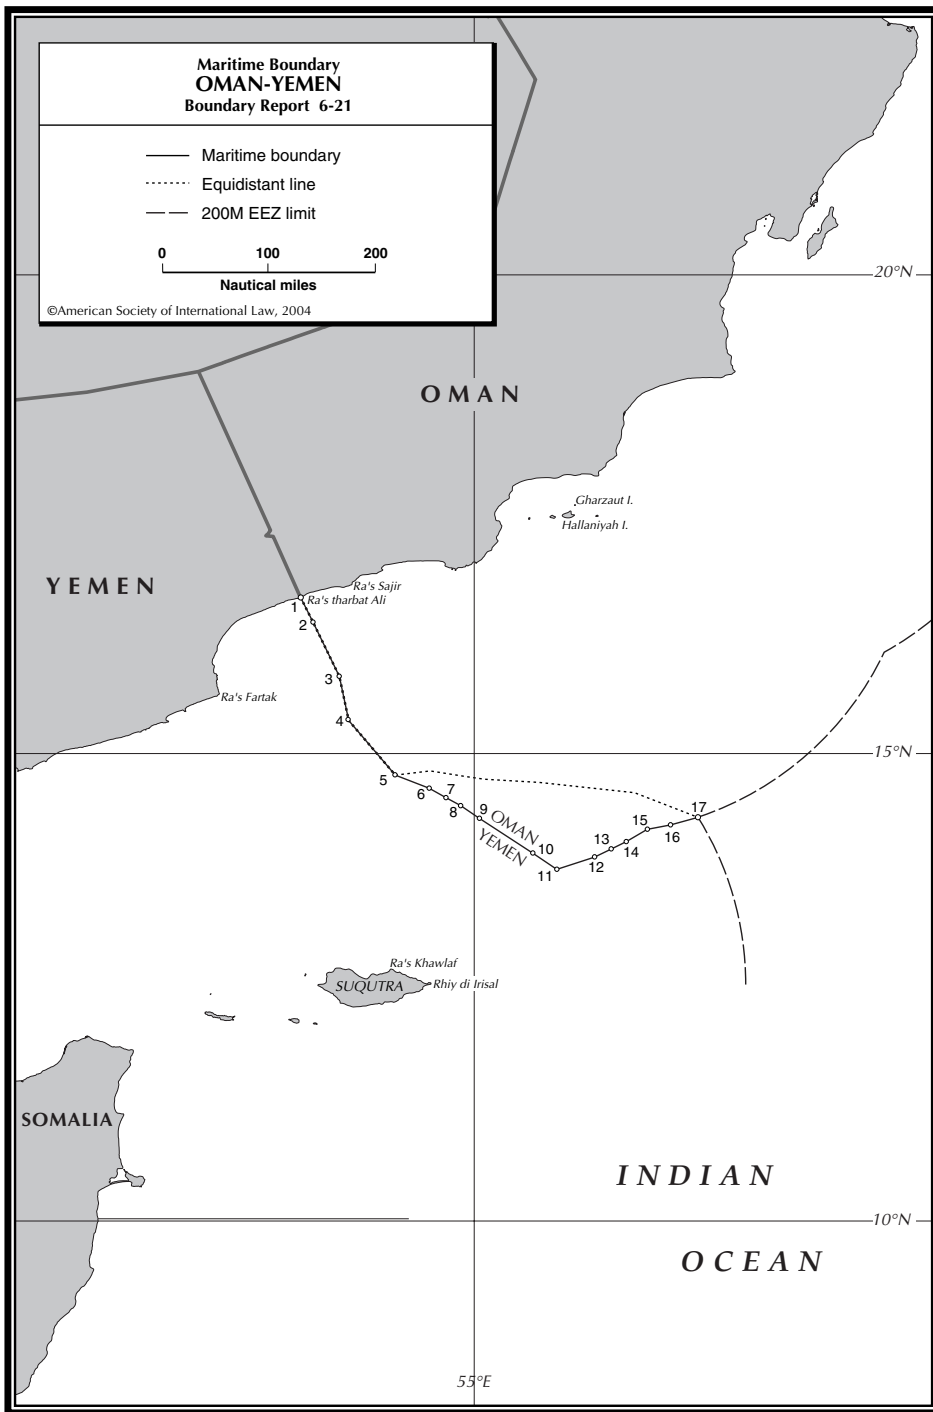 Maritime Boundary
OMAN-YEMEN
Boundary Report 6-21
Maritime boundary
Equidistant line
200M EEZ limit
0 100 200
Nautical miles
©American Society of International Law, 2004
20°N
OMAN
Gharzaut I.
Hallaniyah I.
YEMEN
Ra's Sajir
Ra's tharbat Ali
1
2
3
Ra's Fartak
4
15°N
5
6
7
8
9
OMAN
YEMEN
10
11
12
13
14
15
16
17
Ra's Khawlaf
SUQUTRA
Rhiy di Irisal
SOMALIA
INDIAN
10°N
OCEAN
55°E